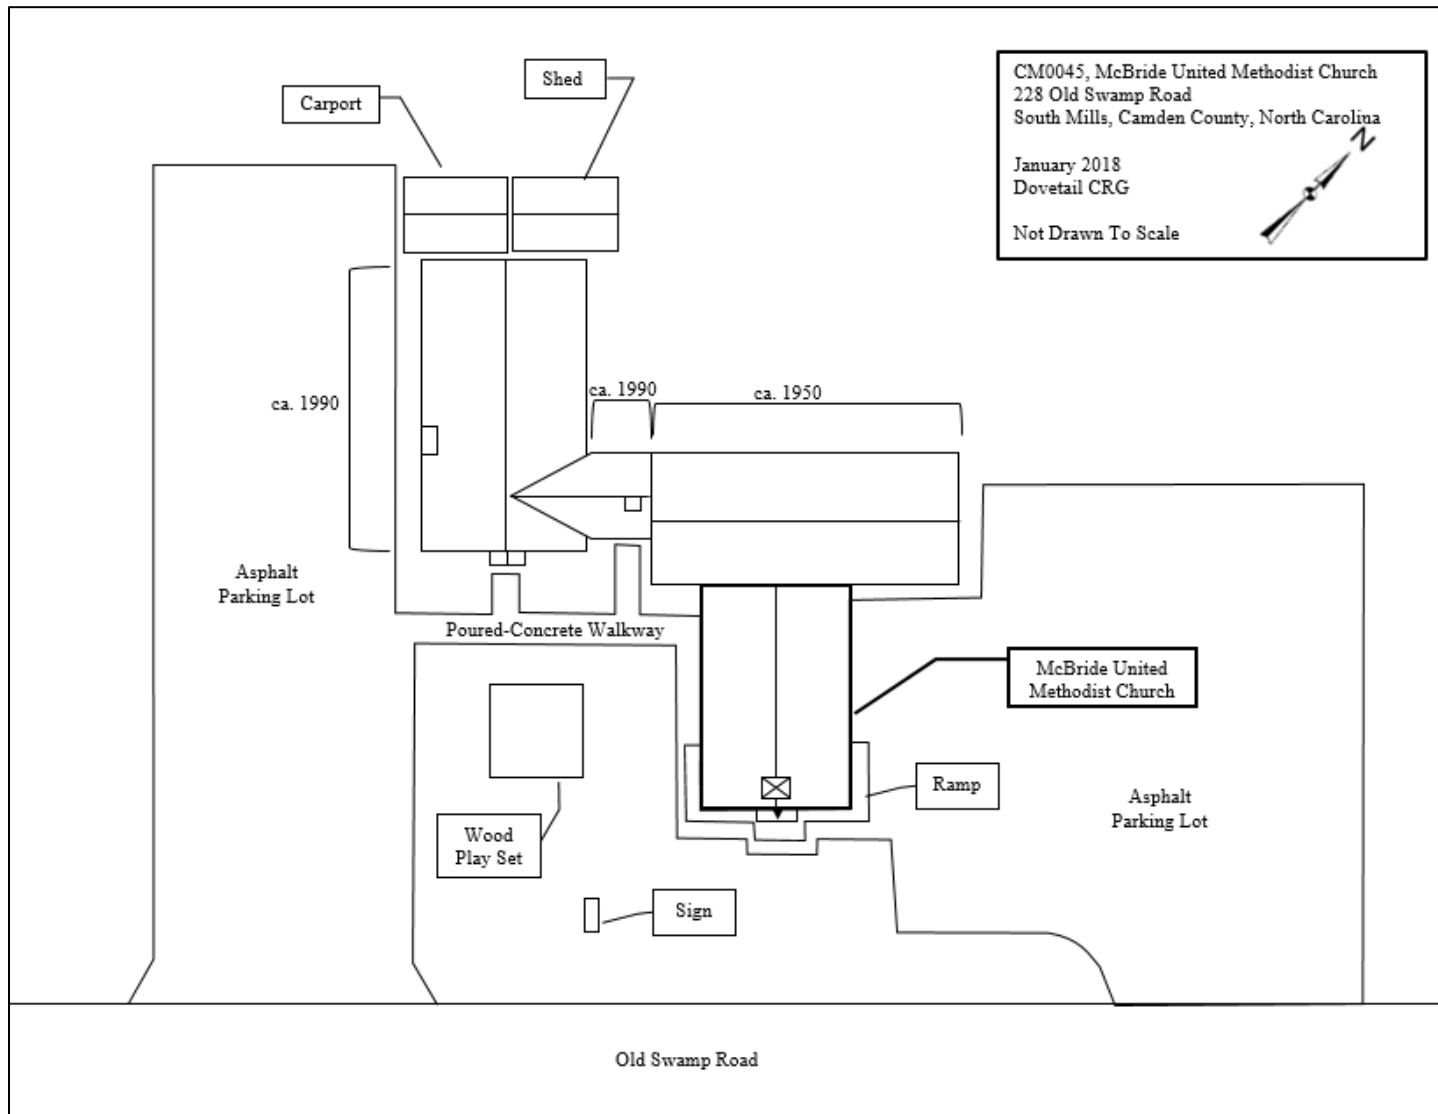 Shed
Carport
CM0045, McBride United Methodist Church
228 Old Swamp Road
South Mills, Camden County, North Carolina
N
January 2018
Dovetail CRG
Not Drawn To Scale
ca. 1990
ca. 1990
ca. 1950
Asphalt
Parking Lot
Poured-Concrete Walkway
McBride United
Methodist Church
Ramp
Asphalt
Parking Lot
Wood
Play Set
Sign
Old Swamp Road